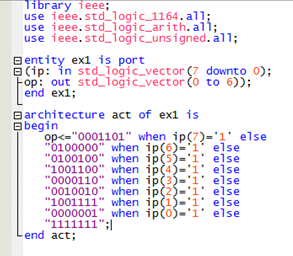 library ieee;
use ieee.std_logic_1164.all;
use ieee.std_logic_arith.all;
use ieee.std_logic_unsigned.all;
entity ex1 is port
(ip: in std_logic_vector(7 downto 0);
op: out std_logic_vector(0 to 6));
end ex1;
architecture act of ex1 is
begin
op<="0001101" when ip(7)='1' else
"0100000" when ip(6)='1' else
"0100100" when ip(5)='1' else
"1001100" when ip(4)='1' else
"0000110" when ip(3)='1' else
"0010010" when ip(2)='1' else
"1001111" when ip(1)='1' else
"0000001" when ip(0)='1' else
"1111111";
end act;